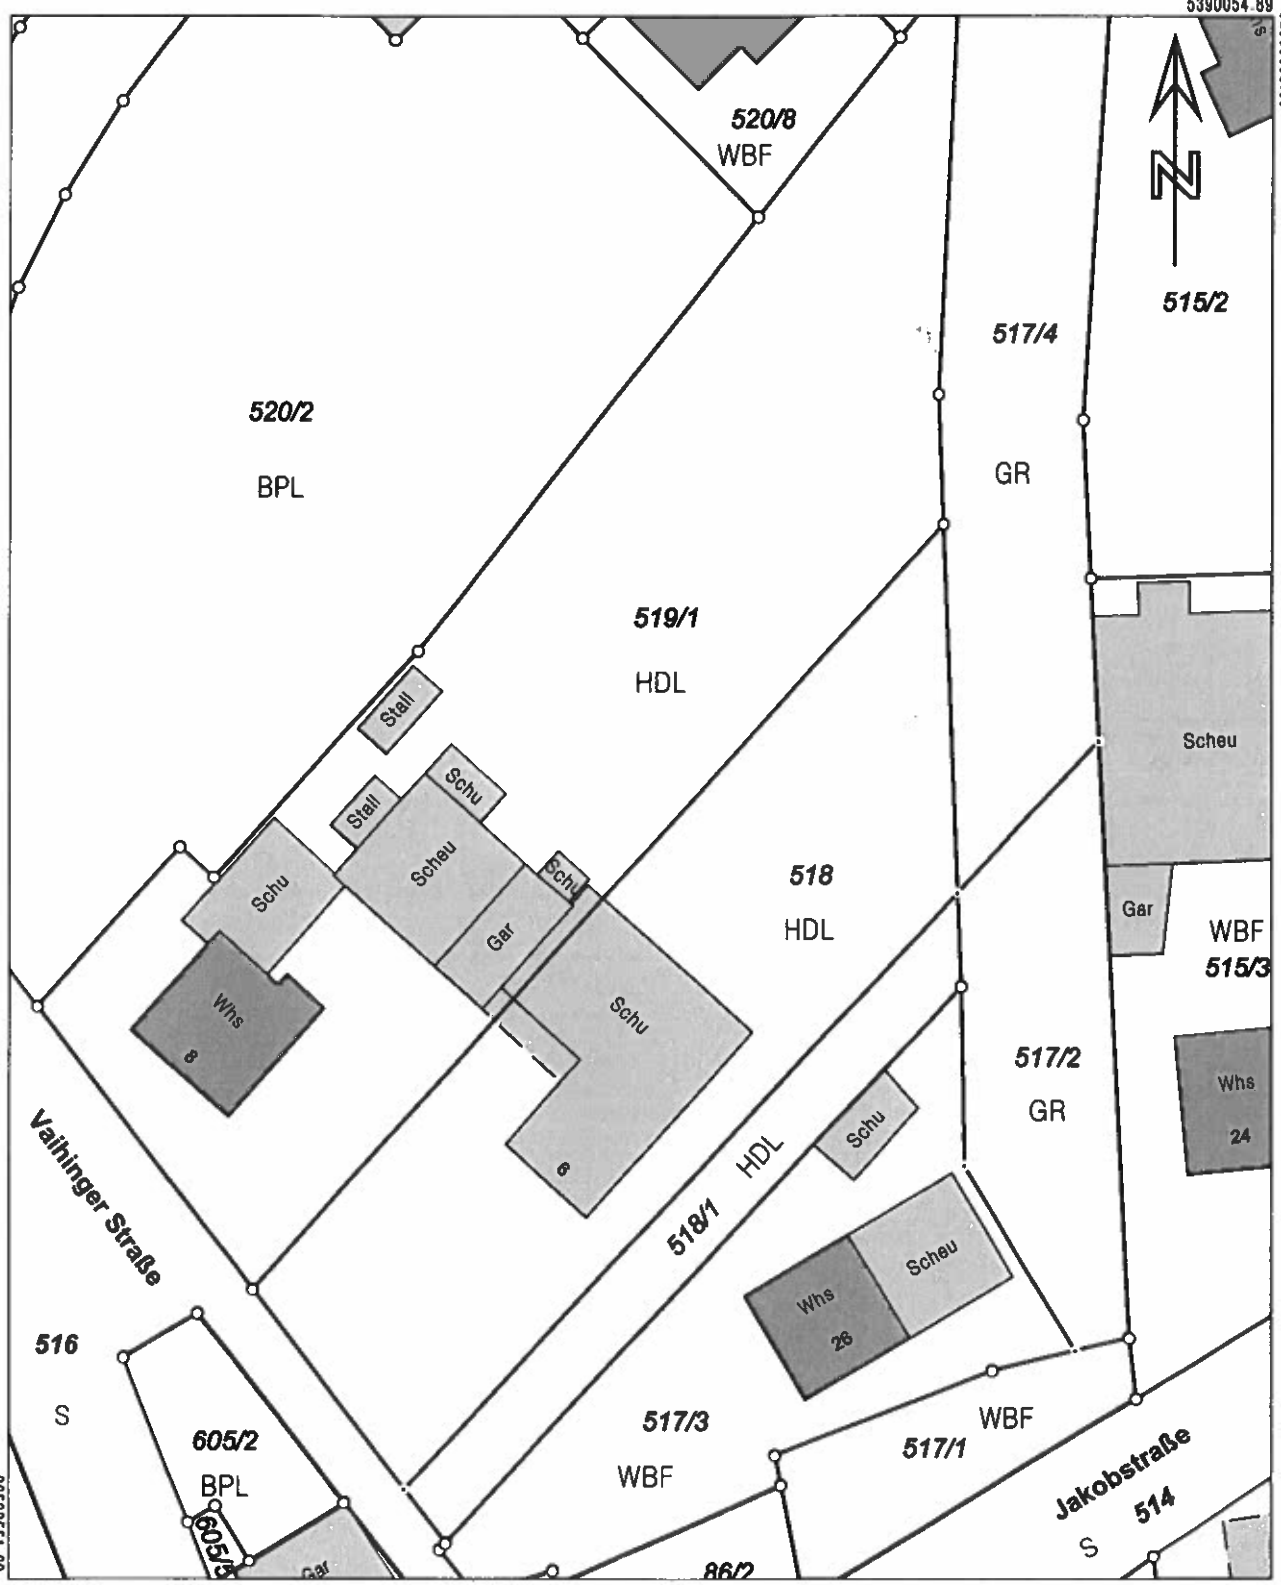 5390054.89
520/8
WBF
N
515/2
517/4
520/2
GR
BPL
519/1
HDL
Stall
Scheu
Schu
Stall
Scheu
Schu
518
Schu
Gar
Gar
HDL
WBF
515/3
Whs
8
Schu
517/2
Whs
GR
24
Schu
HDL
Vaihinger Straße
6
518/1
Scheu
Whs
26
516
S
517/3
WBF
605/2
517/1
WBF
BPL
Jakobstraße
514
S
605/5
Gar
86/2